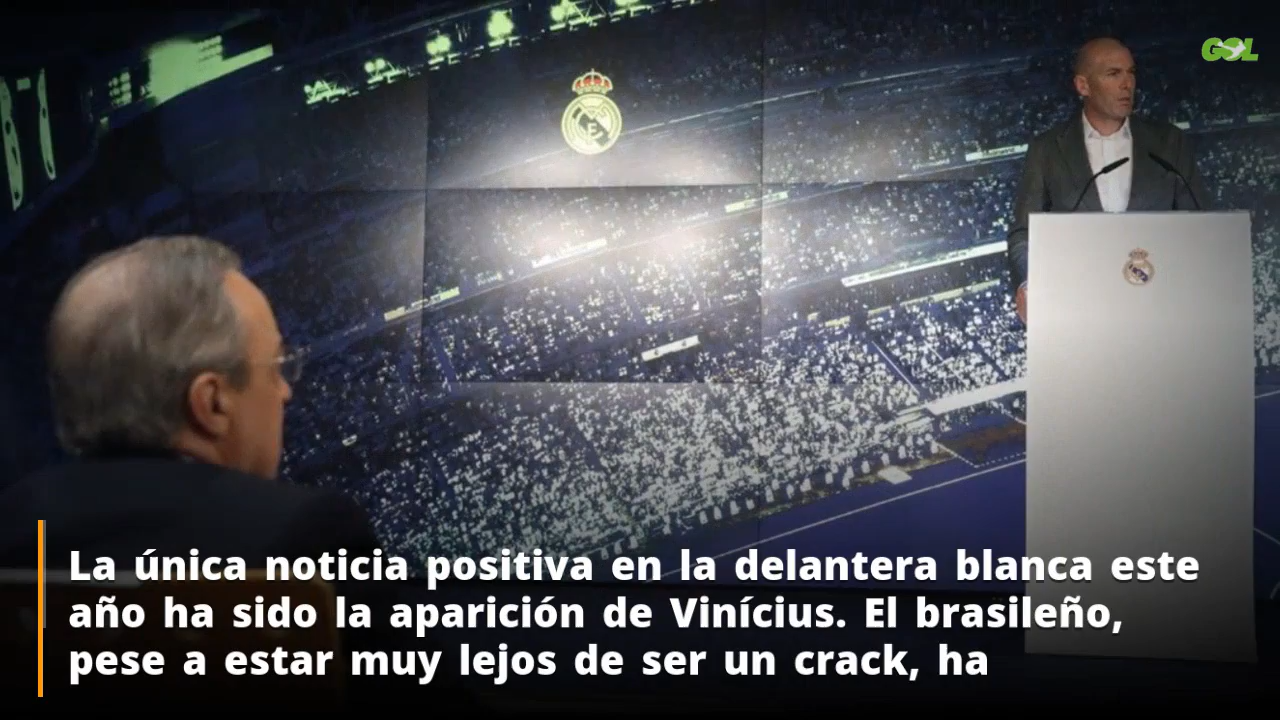 GOL
La única noticia positiva en la delantera blanca este
año ha sido la aparición de Vinícius. El brasileño,
pese a estar muy lejos de ser un crack, ha